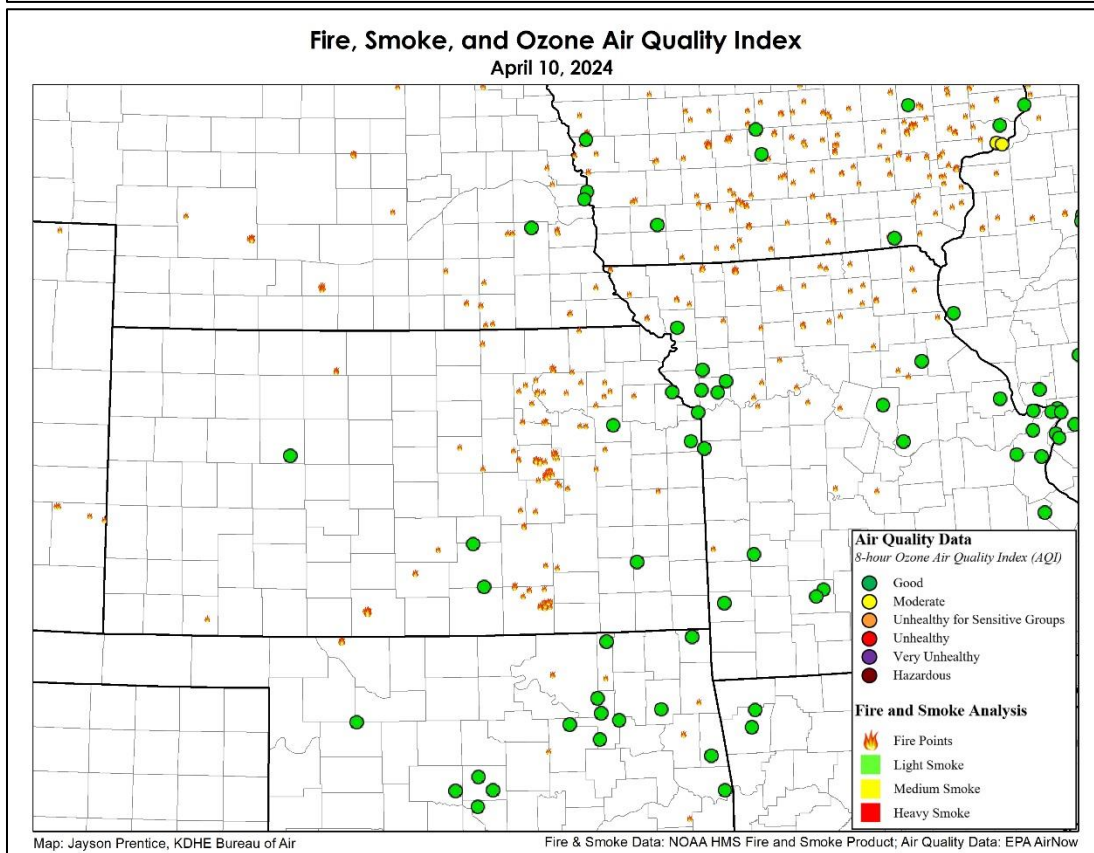 Fire, Smoke, and Ozone Air Quality Index
April 10, 2024
Air Quality Data
8-hour Ozone Air Quality Index (AQI)
Good
Moderate
Unhealthy for Sensitive Groups
Unhealthy
Very Unhealthy
Hazardous
Fire and Smoke Analysis
Fire Points
Light Smoke
Medium Smoke
Heavy Smoke
Map: Jayson Prentice, KDHE Bureau of Air
Fire & Smoke Data: NOAA HMS Fire and Smoke Product; Air Quality Data: EPA AirNow